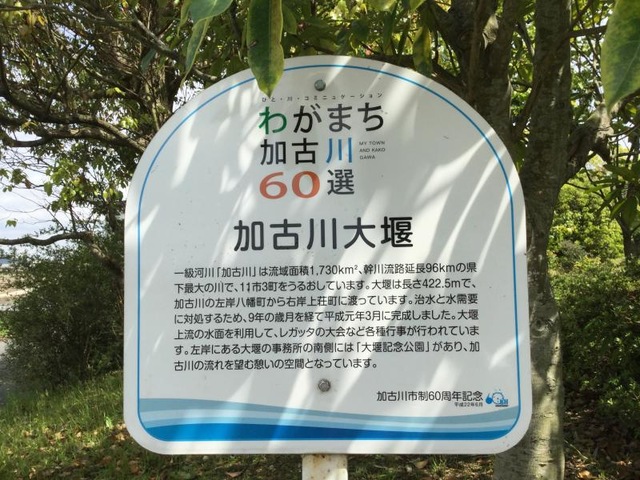 ひと・川・コミュニケーション
わがまち
加古川
MY TOWN
AND KAKO
GAWA
60選
加古川大堰
一級河川「加古川」は流域面積1,730km²、幹川流路延長96kmの県
下最大の川で、11市3町をうるおしています。大堰は長さ422.5mで、
加古川の左岸八幡町から右岸上荘町に渡っています。治水と水需要
に対処するため、9年の歳月を経て平成元年3月に完成しました。大堰
上流の水面を利用して、レガッタの大会など各種行事が行われていま
す。左岸にある大堰の事務所の南側には「大堰記念公園」があり、加
古川の流れを望む憩いの空間となっています。
加古川市制60周年記念
平成22年6月